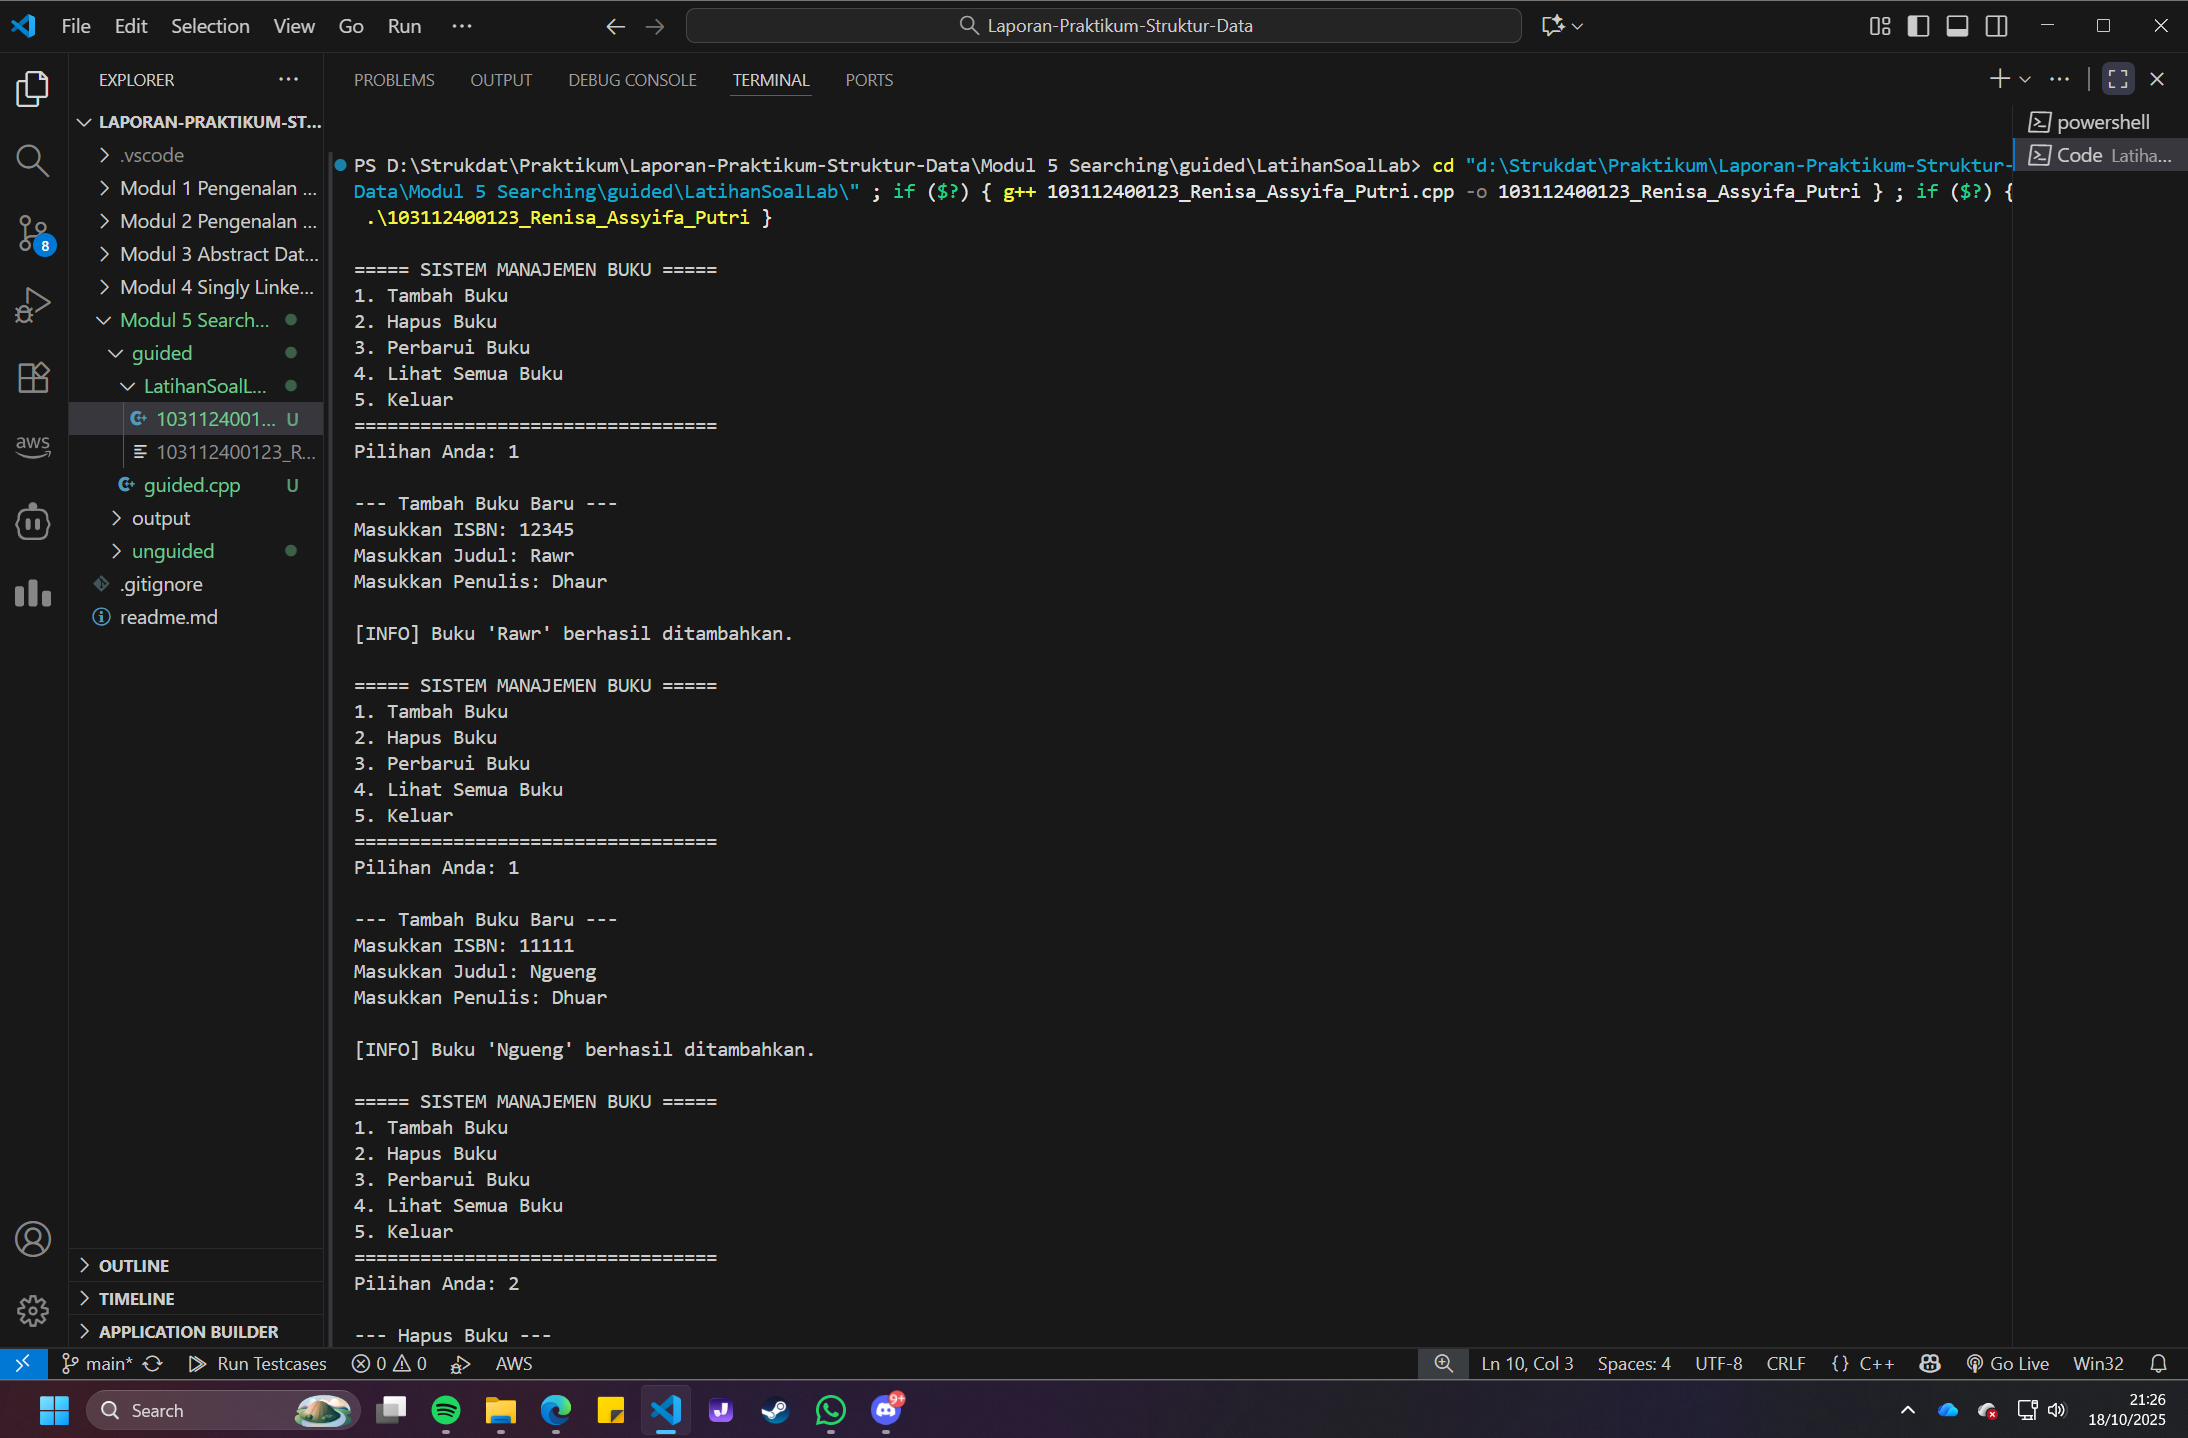 File Edit Selection View Go Run ···
Laporan-Praktikum-Struktur-Data
EXPLORER
LAPORAN-PRAKTIKUM-ST...
.vscode
Modul 1 Pengenalan ...
Modul 2 Pengenalan ...
Modul 3 Abstract Dat...
Modul 4 Singly Linke...
Modul 5 Search...
guided
LatihanSoalL...
1031124001... U
103112400123_R...
guided.cpp U
output
unguided
.gitignore
readme.md
OUTLINE
TIMELINE
APPLICATION BUILDER
8
aws
PROBLEMS OUTPUT DEBUG CONSOLE TERMINAL PORTS
powershell
Code Latiha...
PS D:\Strukdat\Praktikum\Laporan-Praktikum-Struktur-Data\Modul 5 Searching\guided\LatihanSoalLab> cd "d:\Strukdat\Praktikum\Laporan-Praktikum-Struktur-
Data\Modul 5 Searching\guided\LatihanSoalLab\" ; if ($?) { g++ 103112400123_Renisa_Assyifa_Putri.cpp -o 103112400123_Renisa_Assyifa_Putri } ; if ($?) {
.\103112400123_Renisa_Assyifa_Putri }
===== SISTEM MANAJEMEN BUKU =====
1. Tambah Buku
2. Hapus Buku
3. Perbarui Buku
4. Lihat Semua Buku
5. Keluar
=================================
Pilihan Anda: 1
--- Tambah Buku Baru ---
Masukkan ISBN: 12345
Masukkan Judul: Rawr
Masukkan Penulis: Dhaur
[INFO] Buku 'Rawr' berhasil ditambahkan.
===== SISTEM MANAJEMEN BUKU =====
1. Tambah Buku
2. Hapus Buku
3. Perbarui Buku
4. Lihat Semua Buku
5. Keluar
=================================
Pilihan Anda: 1
--- Tambah Buku Baru ---
Masukkan ISBN: 11111
Masukkan Judul: Ngueng
Masukkan Penulis: Dhuar
[INFO] Buku 'Ngueng' berhasil ditambahkan.
===== SISTEM MANAJEMEN BUKU =====
1. Tambah Buku
2. Hapus Buku
3. Perbarui Buku
4. Lihat Semua Buku
5. Keluar
=================================
Pilihan Anda: 2
--- Hapus Buku ---
main* Run Testcases 0 0 AWS Ln 10, Col 3 Spaces: 4 UTF-8 CRLF {} C++ Go Live Win32
Search
9+
21:26
18/10/2025